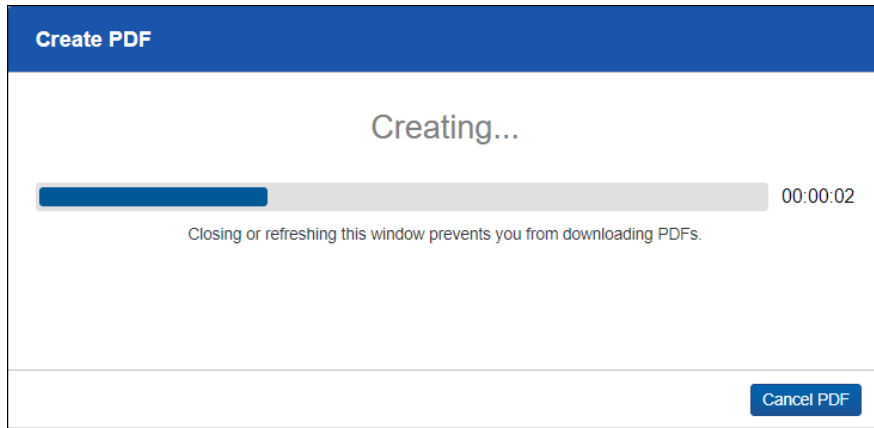 Create PDF
Creating...
00:00:02
Closing or refreshing this window prevents you from downloading PDFs.
Cancel PDF